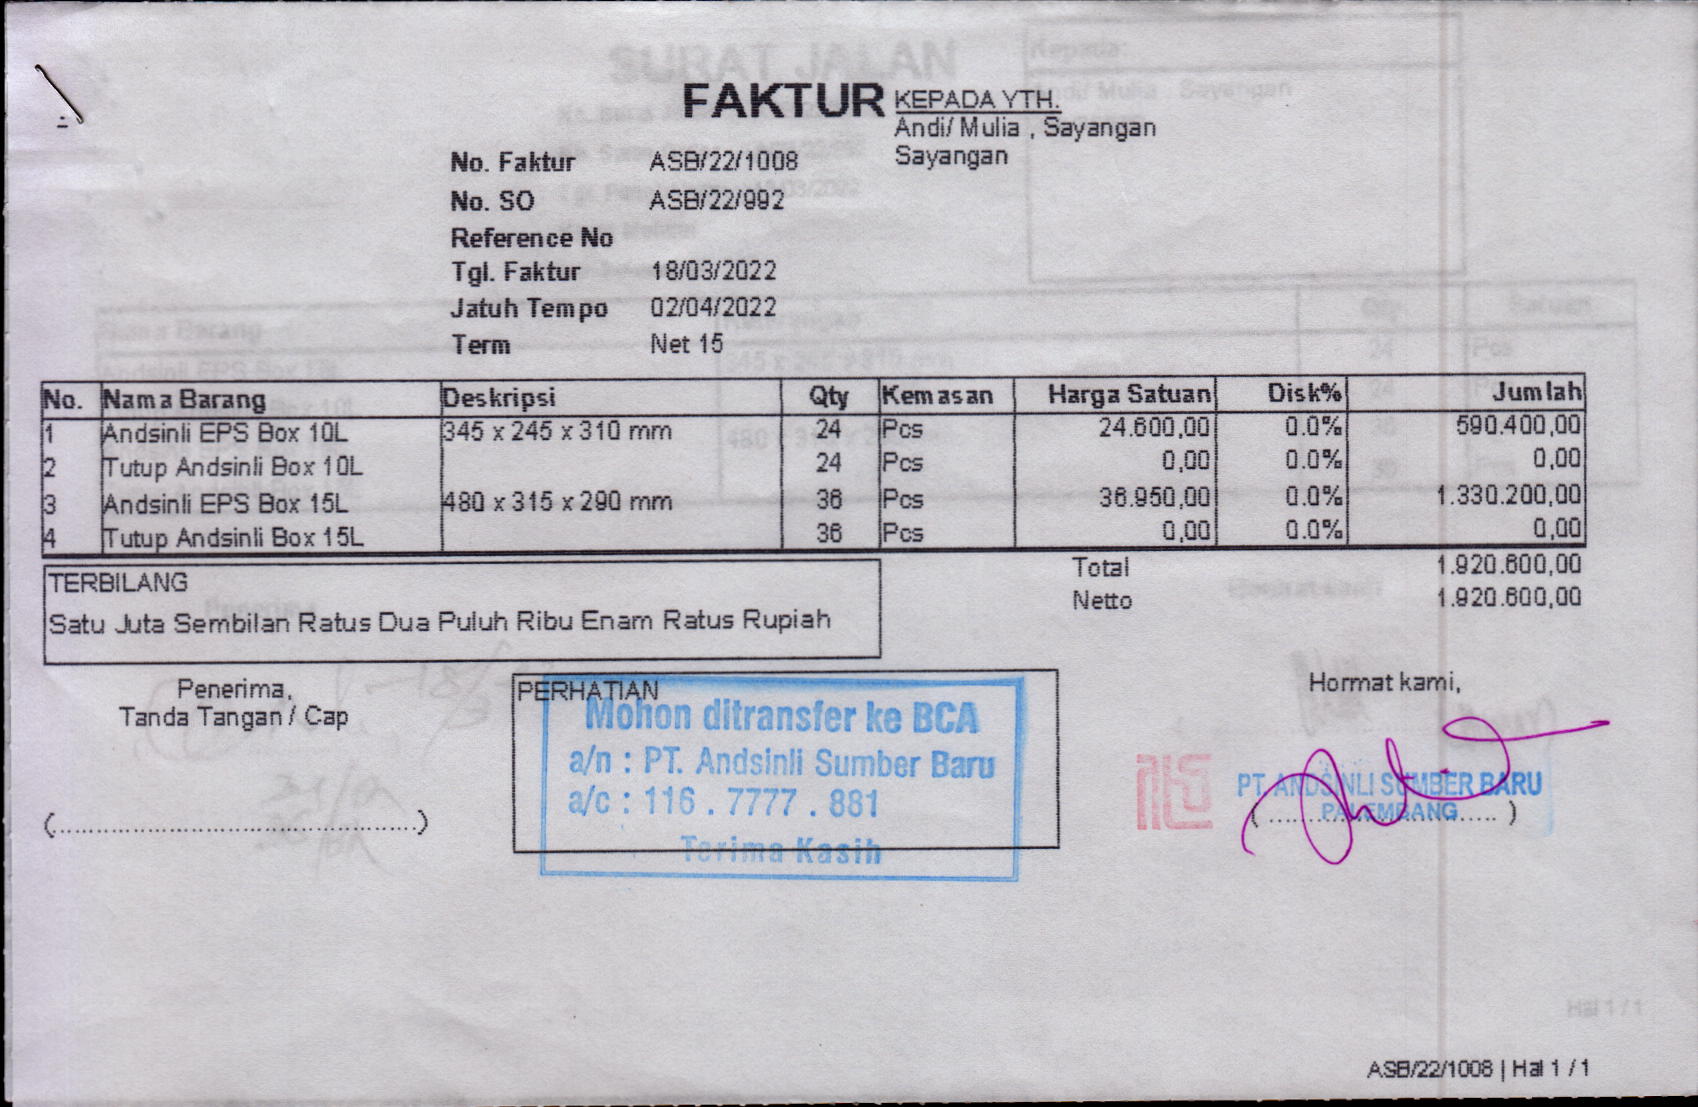 FAKTUR
KEPADA YTH.
Andi/ Mulia , Sayangan
Sayangan
No. Faktur ASB/22/1008
No. SO ASB/22/992
Reference No
Tgl. Faktur 18/03/2022
Jatuh Tempo 02/04/2022
Term Net 15
No. Nama Barang Deskripsi Qty Kemasan Harga Satuan Disk% Jumlah
1 Andsinli EPS Box 10L 345 x 245 x 310 mm 24 Pcs 24.600,00 0.0% 590.400,00
2 Tutup Andsinli Box 10L 24 Pcs 0,00 0.0% 0,00
3 Andsinli EPS Box 15L 480 x 315 x 290 mm 36 Pcs 36.950,00 0.0% 1.330.200,00
4 Tutup Andsinli Box 15L 36 Pcs 0,00 0.0% 0,00
Total 1.920.600,00
Netto 1.920.600,00
TERBILANG
Satu Juta Sembilan Ratus Dua Puluh Ribu Enam Ratus Rupiah
Penerima,
Tanda Tangan / Cap
(................................................)
PERHATIAN
Mohon ditransfer ke BCA
a/n : PT. Andsinli Sumber Baru
a/c : 116 . 7777 . 881
Terima Kasih
Hormat kami,
PT. ANDSINLI SUMBER BARU
PALEMBANG
ASB/22/1008 | Hal 1 / 1